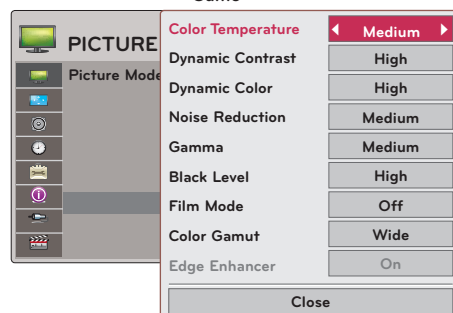 PICTURE
Picture Mode
Color Temperature Medium
Dynamic Contrast High
Dynamic Color High
Noise Reduction Medium
Gamma Medium
Black Level High
Film Mode Off
Color Gamut Wide
Edge Enhancer On
Close